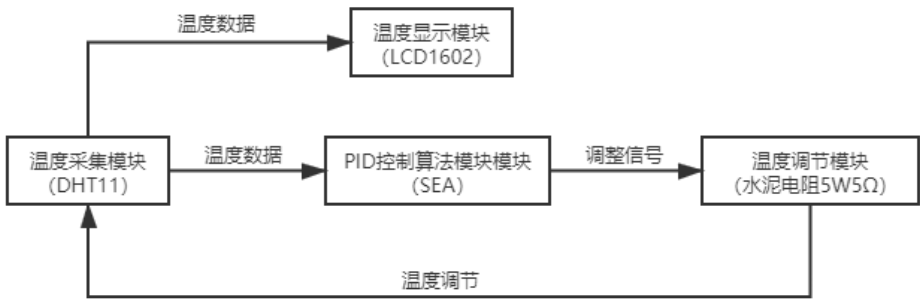 温度数据
温度显示模块
（LCD1602）
温度采集模块
（DHT11）
温度数据
PID控制算法模块模块
（SEA）
调整信号
温度调节模块
（水泥电阻5W5Ω）
温度调节